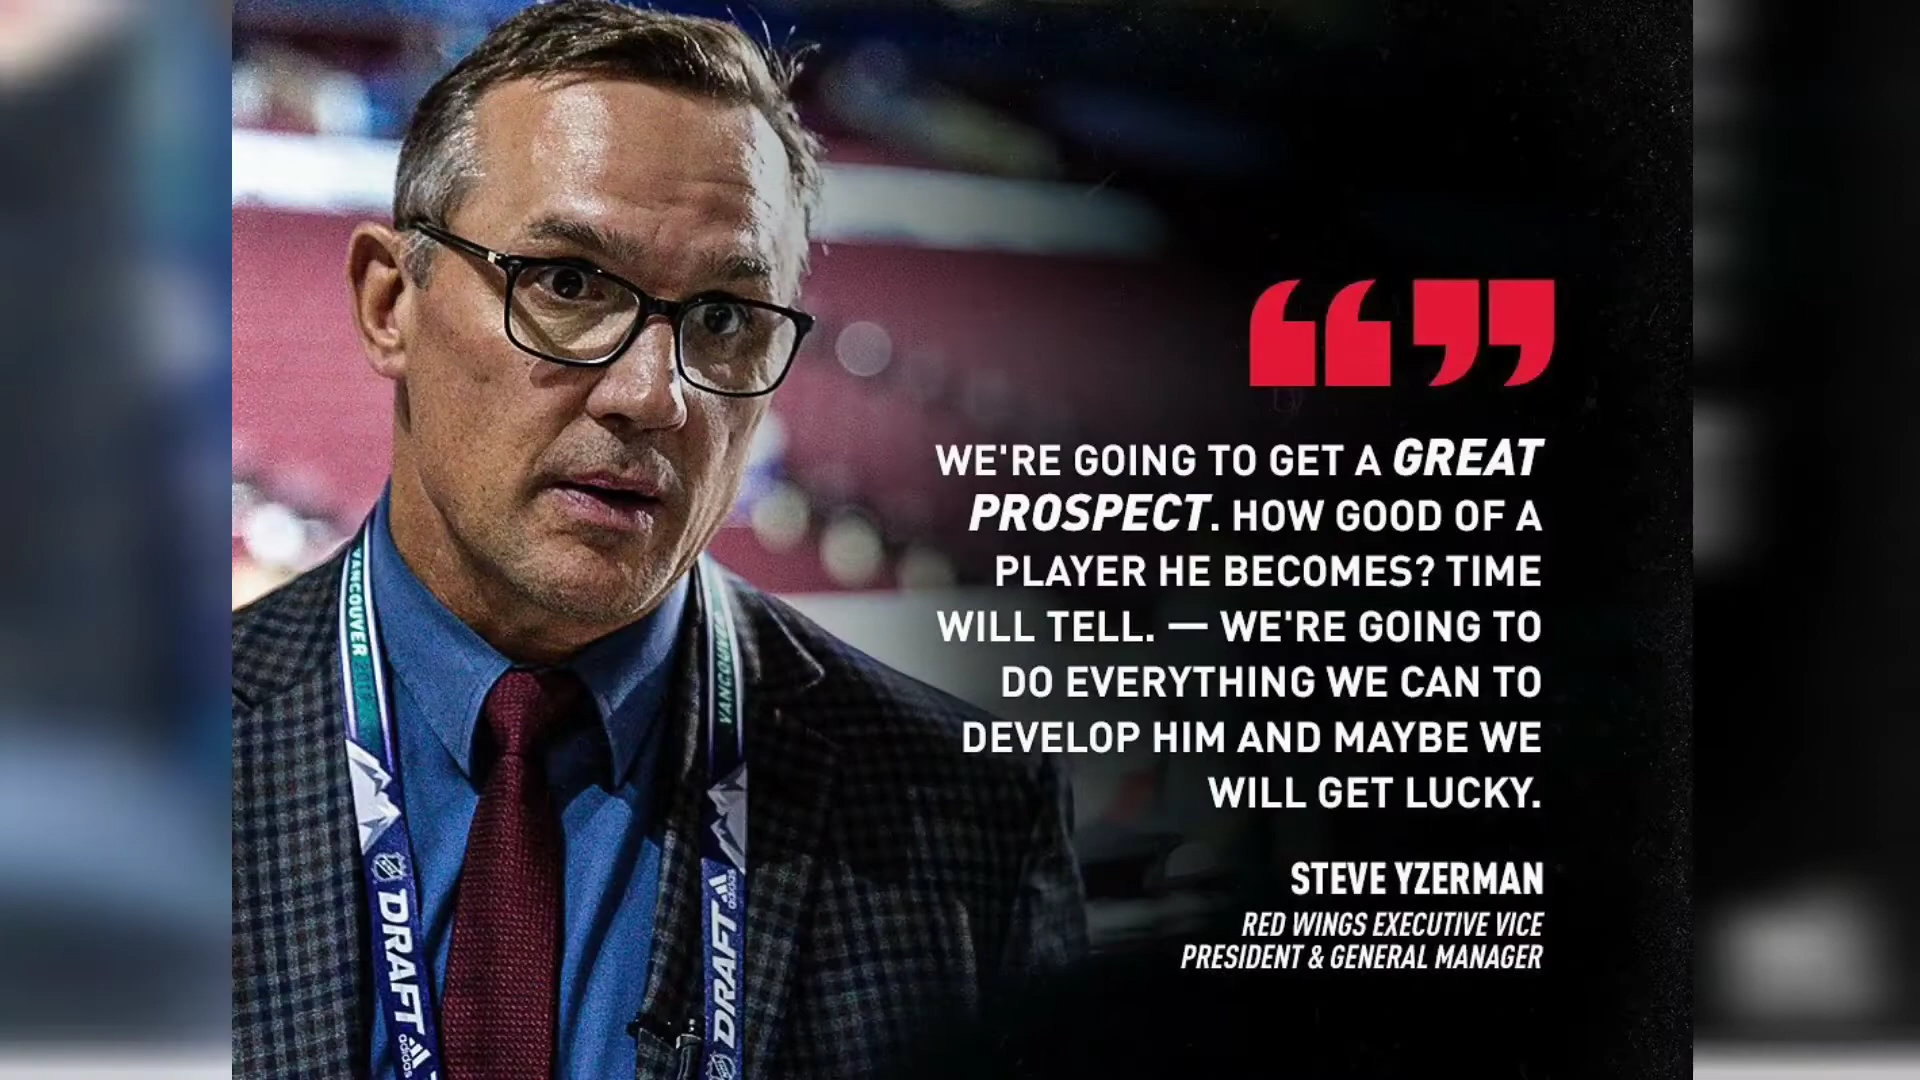 WE'RE GOING TO GET A GREAT
PROSPECT. HOW GOOD OF A
PLAYER HE BECOMES? TIME
WILL TELL. — WE'RE GOING TO
DO EVERYTHING WE CAN TO
DEVELOP HIM AND MAYBE WE
WILL GET LUCKY.
STEVE YZERMAN
RED WINGS EXECUTIVE VICE
PRESIDENT & GENERAL MANAGER
VANCOUVER
DRAFT
adidas
VANCOUVER
DRAFT
adidas